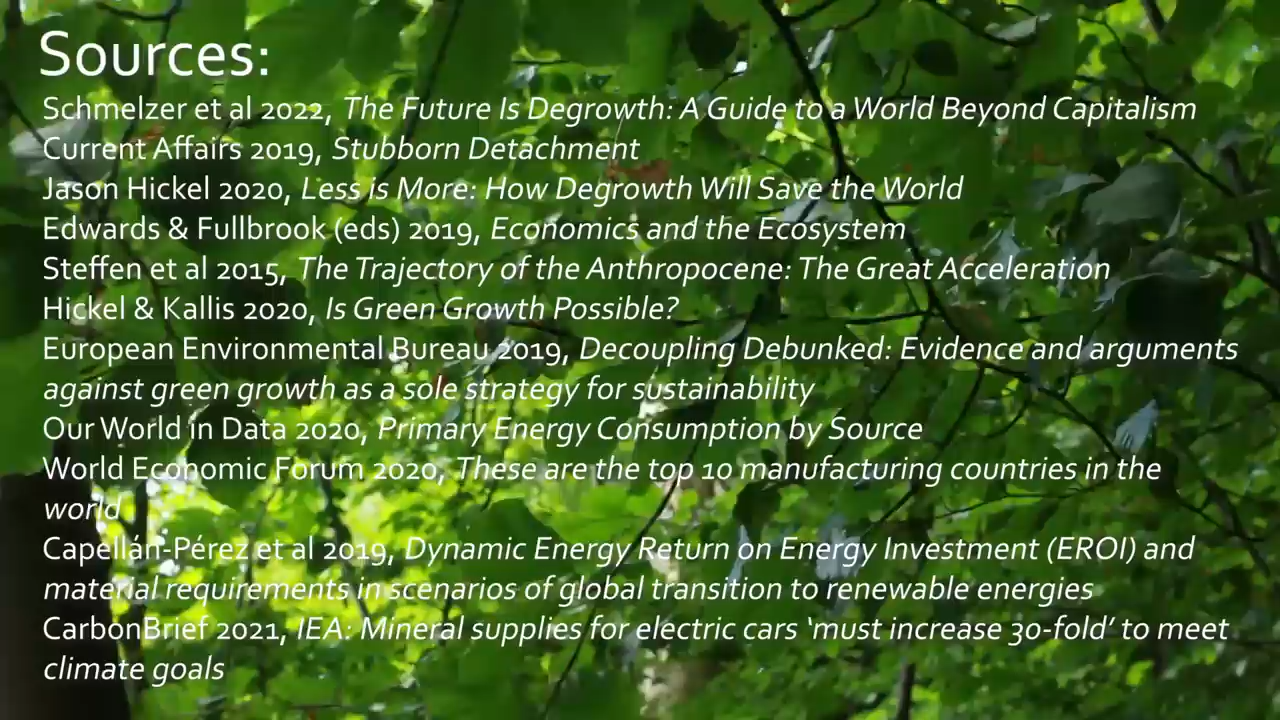 Sources:
Schmelzer et al 2022, The Future Is Degrowth: A Guide to a World Beyond Capitalism
Current Affairs 2019, Stubborn Detachment
Jason Hickel 2020, Less is More: How Degrowth Will Save the World
Edwards & Fullbrook (eds) 2019, Economics and the Ecosystem
Steffen et al 2015, The Trajectory of the Anthropocene: The Great Acceleration
Hickel & Kallis 2020, Is Green Growth Possible?
European Environmental Bureau 2019, Decoupling Debunked: Evidence and arguments
against green growth as a sole strategy for sustainability
Our World in Data 2020, Primary Energy Consumption by Source
World Economic Forum 2020, These are the top 10 manufacturing countries in the
world
Capellán-Pérez et al 2019, Dynamic Energy Return on Energy Investment (EROI) and
material requirements in scenarios of global transition to renewable energies
CarbonBrief 2021, IEA: Mineral supplies for electric cars ‘must increase 30-fold’ to meet
climate goals